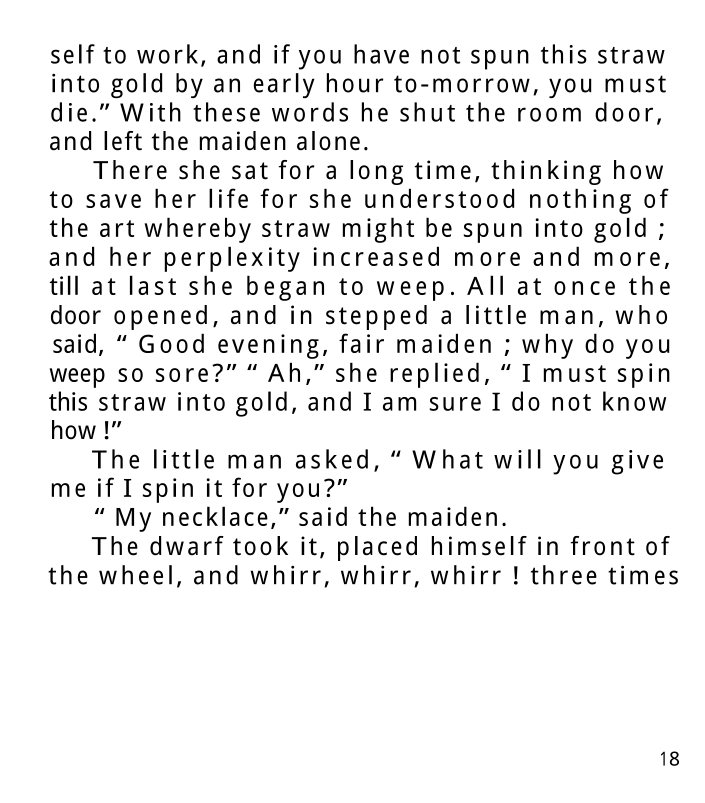 self to work, and if you have not spun this straw
into gold by an early hour to-morrow, you must
die.” With these words he shut the room door,
and left the maiden alone.
There she sat for a long time, thinking how
to save her life for she understood nothing of
the art whereby straw might be spun into gold ;
and her perplexity increased more and more,
till at last she began to weep. All at once the
door opened, and in stepped a little man, who
said, “ Good evening, fair maiden ; why do you
weep so sore?” “ Ah,” she replied, “ I must spin
this straw into gold, and I am sure I do not know
how !”
The little man asked, “ What will you give
me if I spin it for you?”
“ My necklace,” said the maiden.
The dwarf took it, placed himself in front of
the wheel, and whirr, whirr, whirr ! three times
18